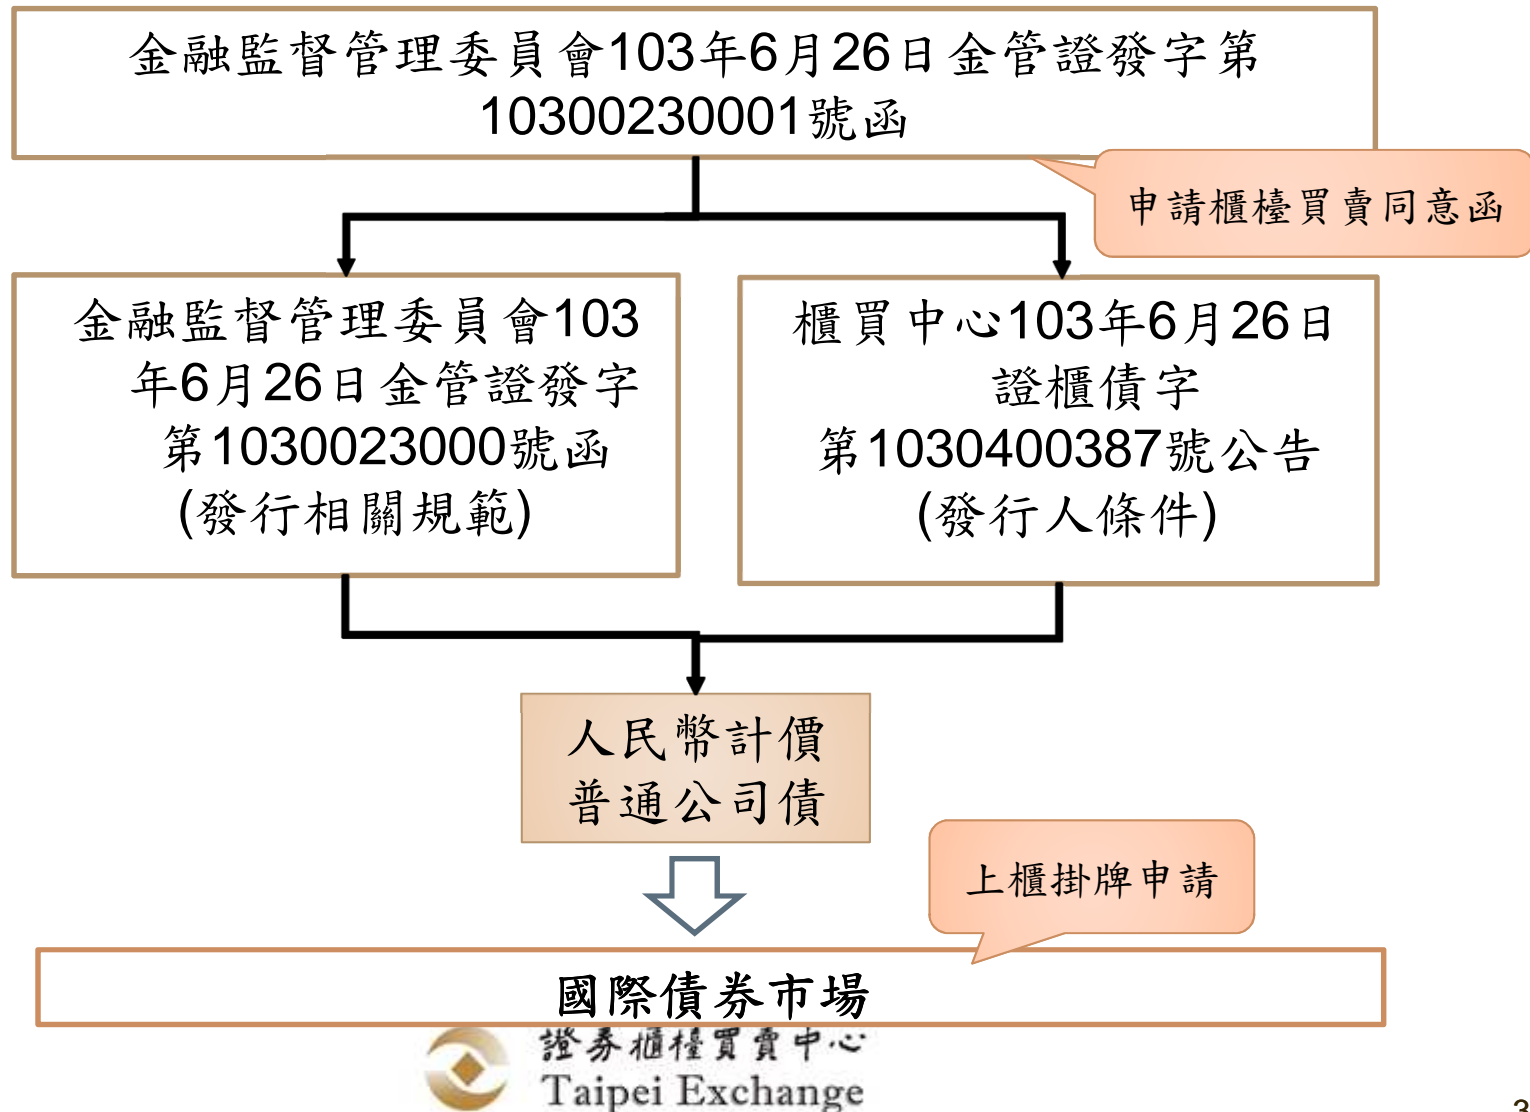 金融監督管理委員會103年6月26日金管證發字第
10300230001號函
申請櫃檯買賣同意函
金融監督管理委員會103
年6月26日金管證發字
第1030023000號函
(發行相關規範)
櫃買中心103年6月26日
證櫃債字
第1030400387號公告
(發行人條件)
人民幣計價
普通公司債
上櫃掛牌申請
國際債券市場
證券櫃檯買賣中心
Taipei Exchange
3